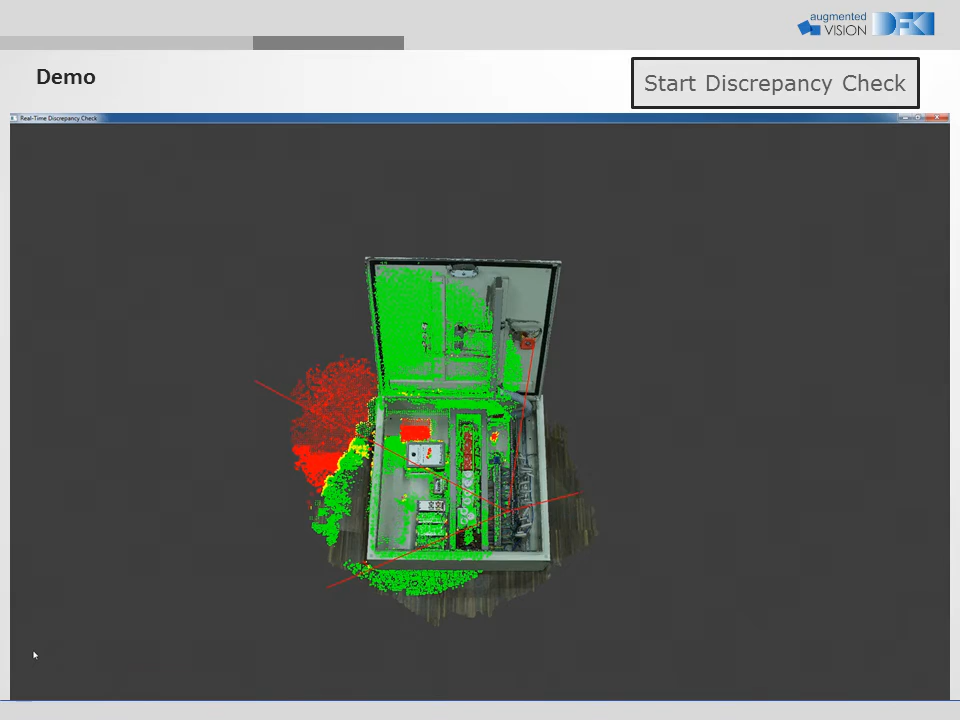 augmented
VISION
DFKI
Demo
Start Discrepancy Check
Real-Time Discrepancy Check